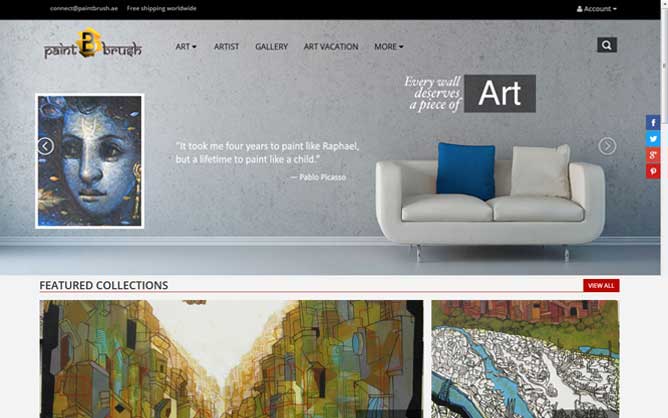 connect@paintbrush.ae Free shipping worldwide Account
paint B brush ART ARTIST GALLERY ART VACATION MORE
Every wall
deserves
a piece of Art
"It took me four years to paint like Raphael,
but a lifetime to paint like a child."
— Pablo Picasso
FEATURED COLLECTIONS VIEW ALL